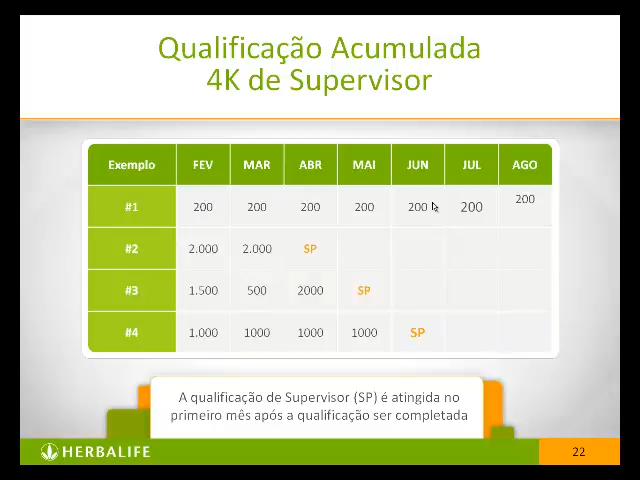 Qualificação Acumulada
4K de Supervisor
Exemplo FEV MAR ABR MAI JUN JUL AGO
#1 200 200 200 200 200 200 200
#2 2.000 2.000 SP
#3 1.500 500 2000 SP
#4 1.000 1000 1000 1000 SP
A qualificação de Supervisor (SP) é atingida no
primeiro mês após a qualificação ser completada
HERBALIFE 22